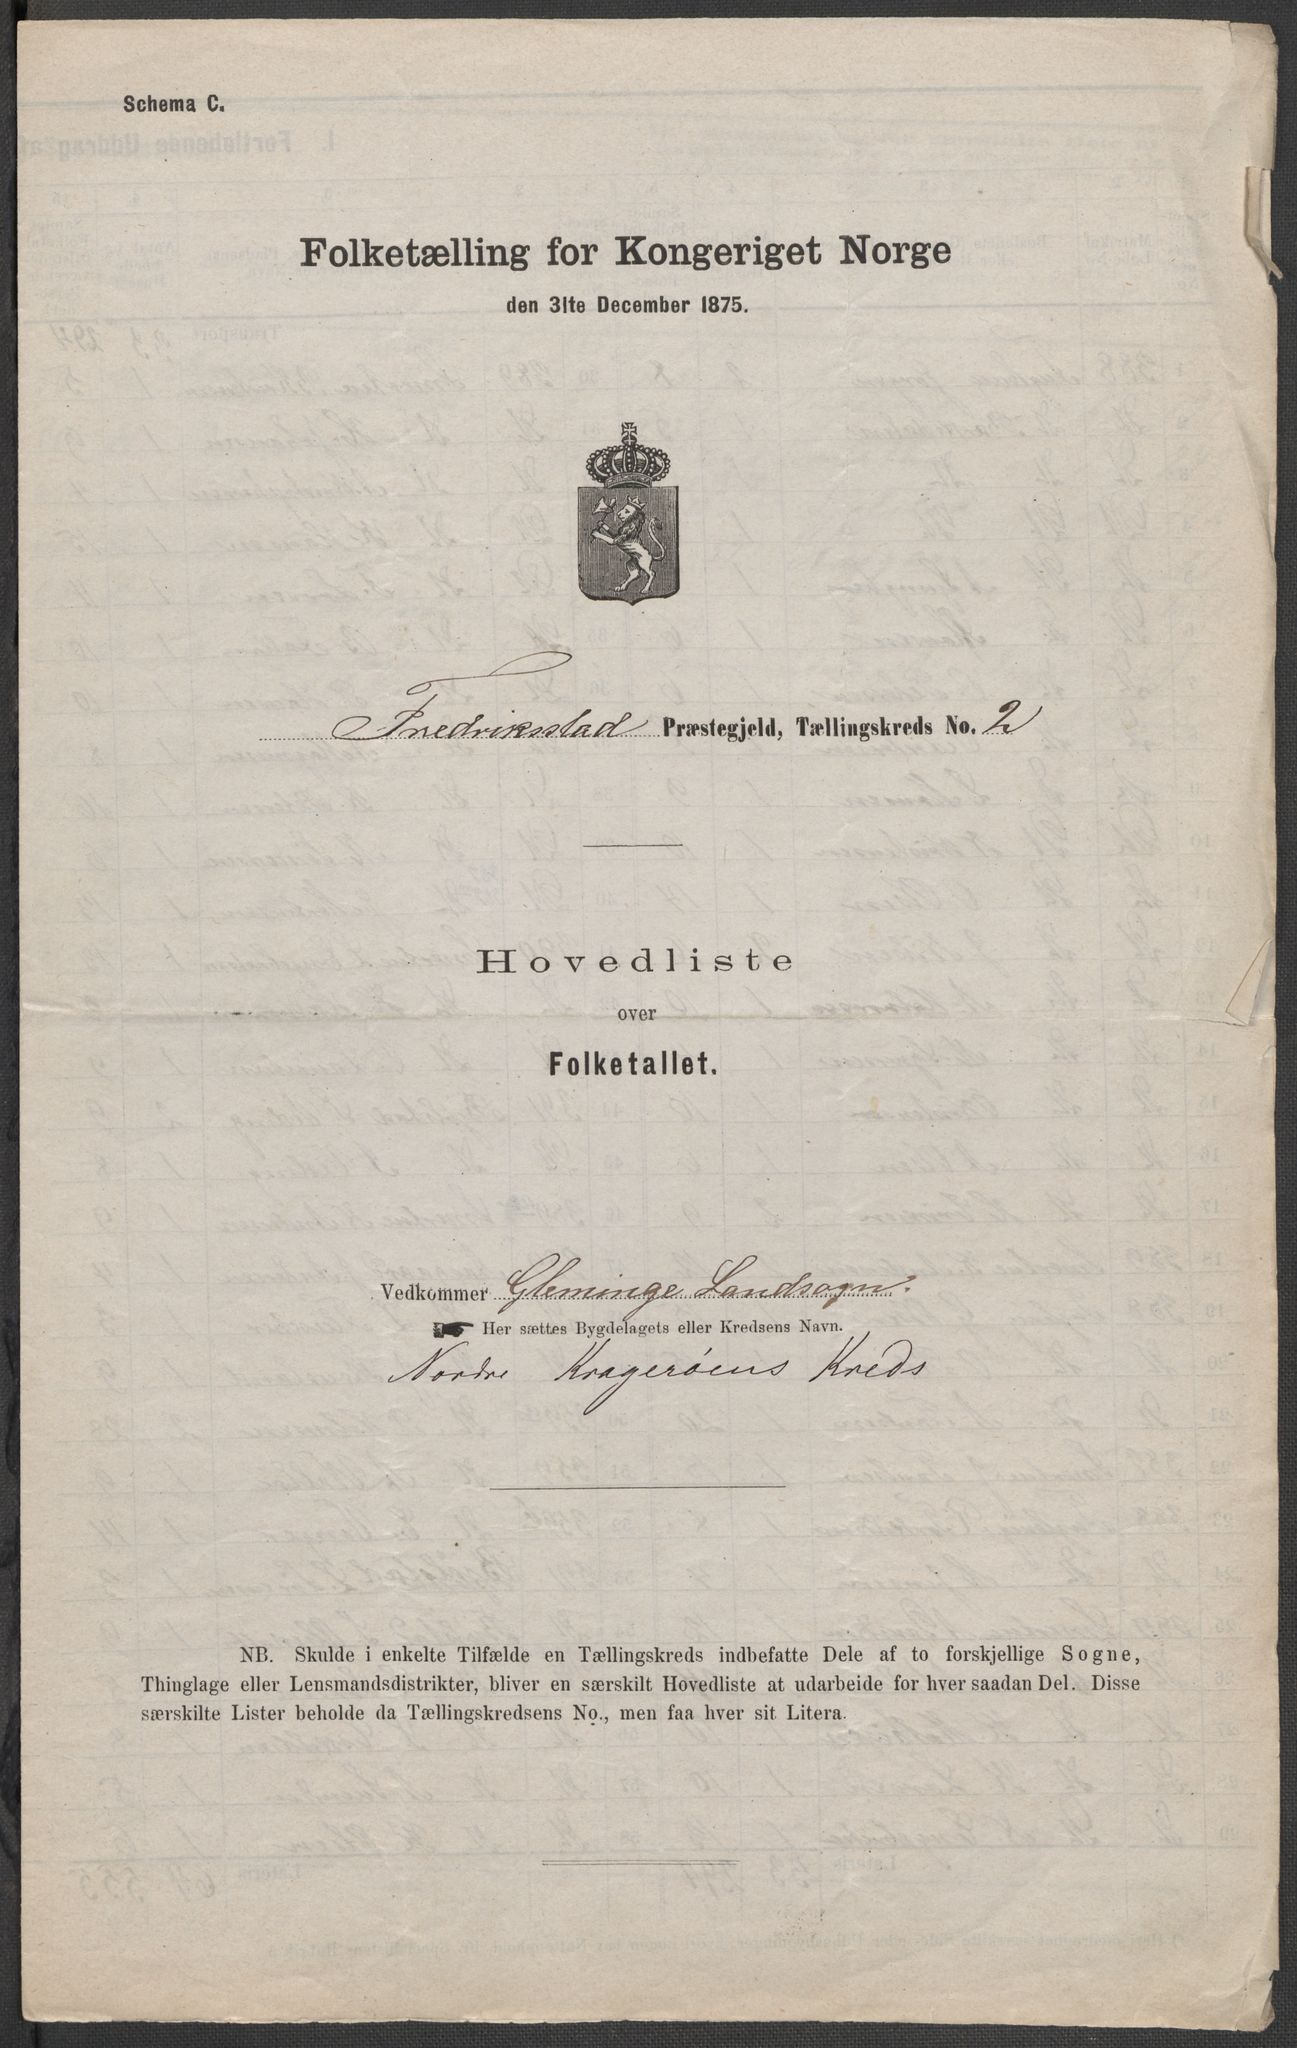 Schema C.
Folketælling for Kongeriget Norge
den 31te December 1875.
Fredriksstad Præstegjeld, Tællingskreds No. 2
Hovedliste
over
Folketallet.
Vedkommer Gleminge Landsogn.
Her sættes Bygdelagets eller Kredsens Navn.
Nordre Kragerøens Kreds
NB. Skulde i enkelte Tilfælde en Tællingskreds indbefatte Dele af to forskjellige Sogne,
Thinglage eller Lensmandsdistrikter, bliver en særskilt Hovedliste at udarbeide for hver saadan Del. Disse
særskilte Lister beholde da Tællingskredsens No., men faa hver sit Litera.